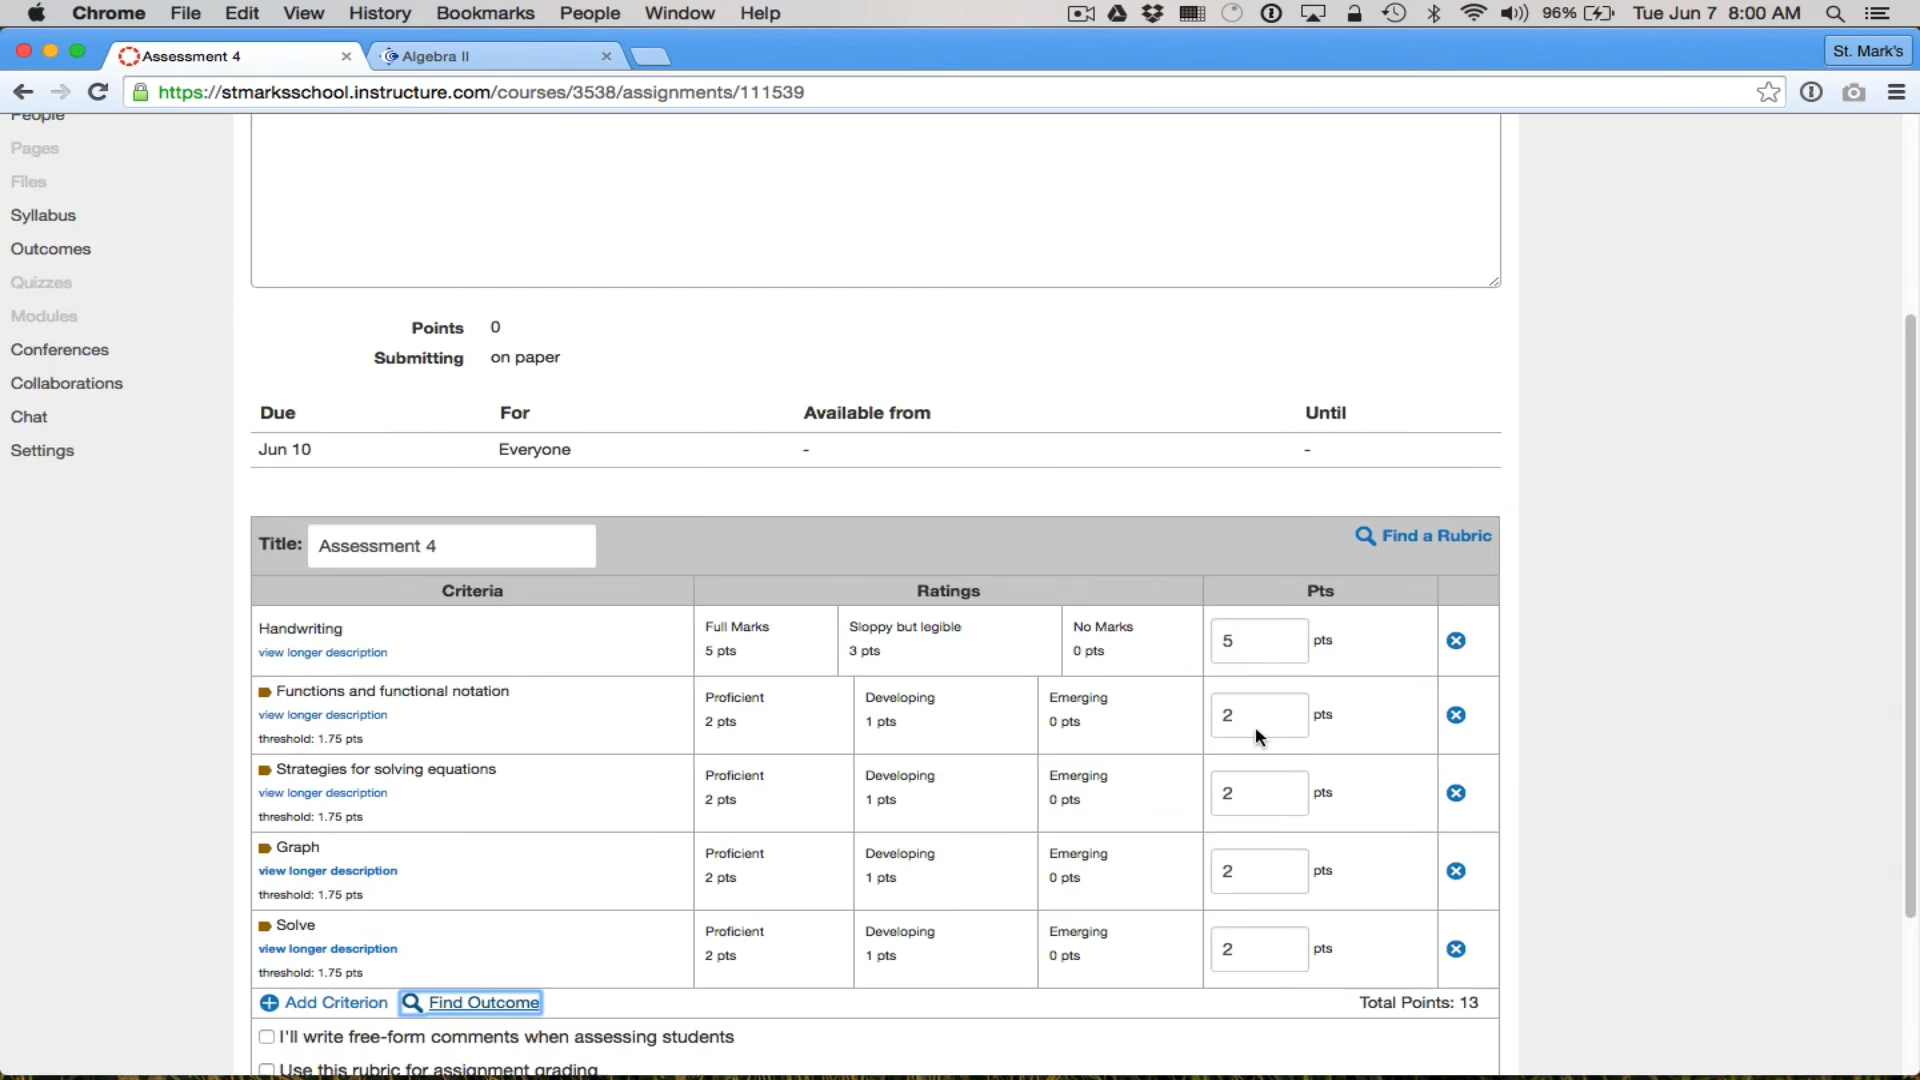 Chrome File Edit View History Bookmarks People Window Help 96% Tue Jun 7 8:00 AM
Assessment 4 Algebra II St. Mark's
https://stmarksschool.instructure.com/courses/3538/assignments/111539
People
Pages
Files
Syllabus
Outcomes
Quizzes
Modules
Conferences
Collaborations
Chat
Settings
Points 0
Submitting on paper
Due For Available from Until
Jun 10 Everyone - -
Title: Assessment 4 Find a Rubric
Criteria Ratings Pts
Handwriting
view longer description
Full Marks
5 pts
Sloppy but legible
3 pts
No Marks
0 pts
5 pts
Functions and functional notation
view longer description
threshold: 1.75 pts
Proficient
2 pts
Developing
1 pts
Emerging
0 pts
2 pts
Strategies for solving equations
view longer description
threshold: 1.75 pts
Proficient
2 pts
Developing
1 pts
Emerging
0 pts
2 pts
Graph
view longer description
threshold: 1.75 pts
Proficient
2 pts
Developing
1 pts
Emerging
0 pts
2 pts
Solve
view longer description
threshold: 1.75 pts
Proficient
2 pts
Developing
1 pts
Emerging
0 pts
2 pts
Add Criterion Find Outcome Total Points: 13
I'll write free-form comments when assessing students
Use this rubric for assignment grading